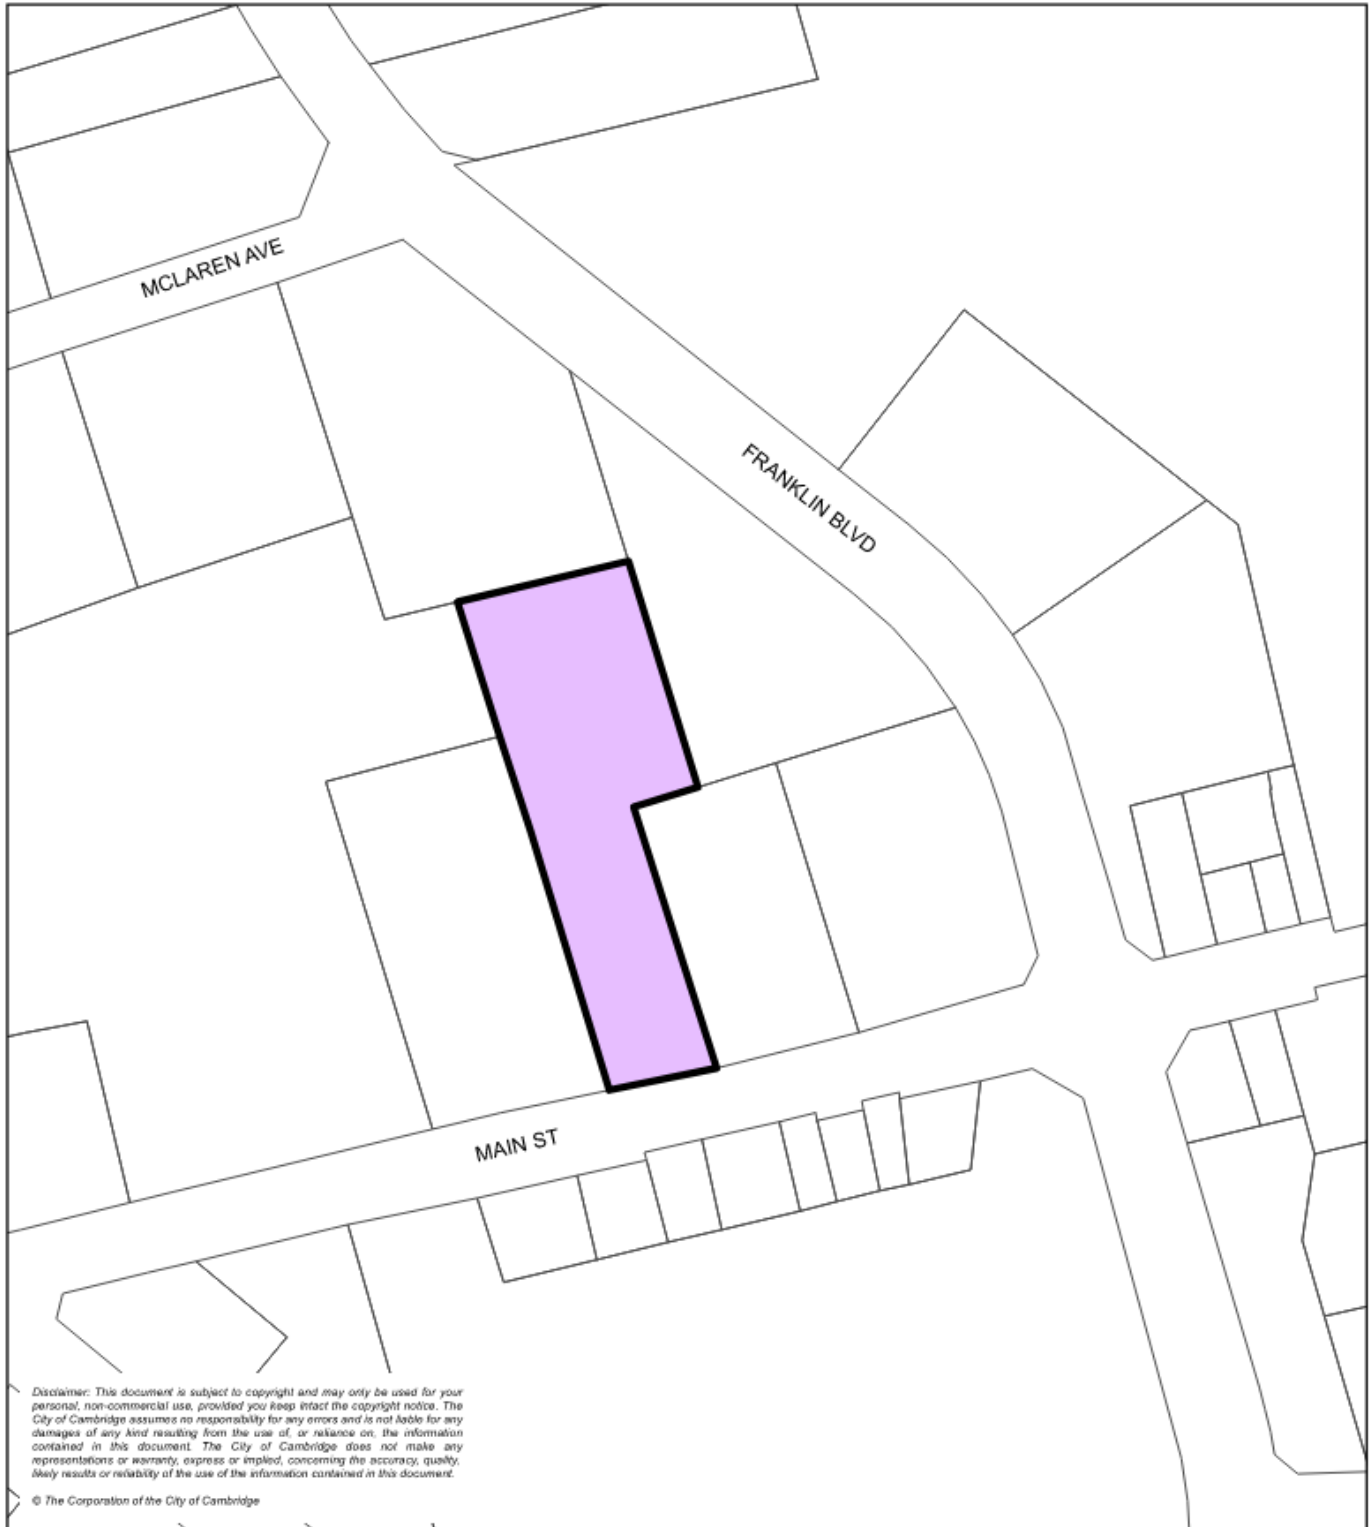 MCLAREN AVE
FRANKLIN BLVD
MAIN ST
Disclaimer: This document is subject to copyright and may only be used for your
personal, non-commercial use, provided you keep intact the copyright notice. The
City of Cambridge assumes no responsibility for any errors and is not liable for any
damages of any kind resulting from the use of, or reliance on, the information
contained in this document. The City of Cambridge does not make any
representations or warranty, express or implied, concerning the accuracy, quality,
likely results or reliability of the use of the information contained in this document.
© The Corporation of the City of Cambridge